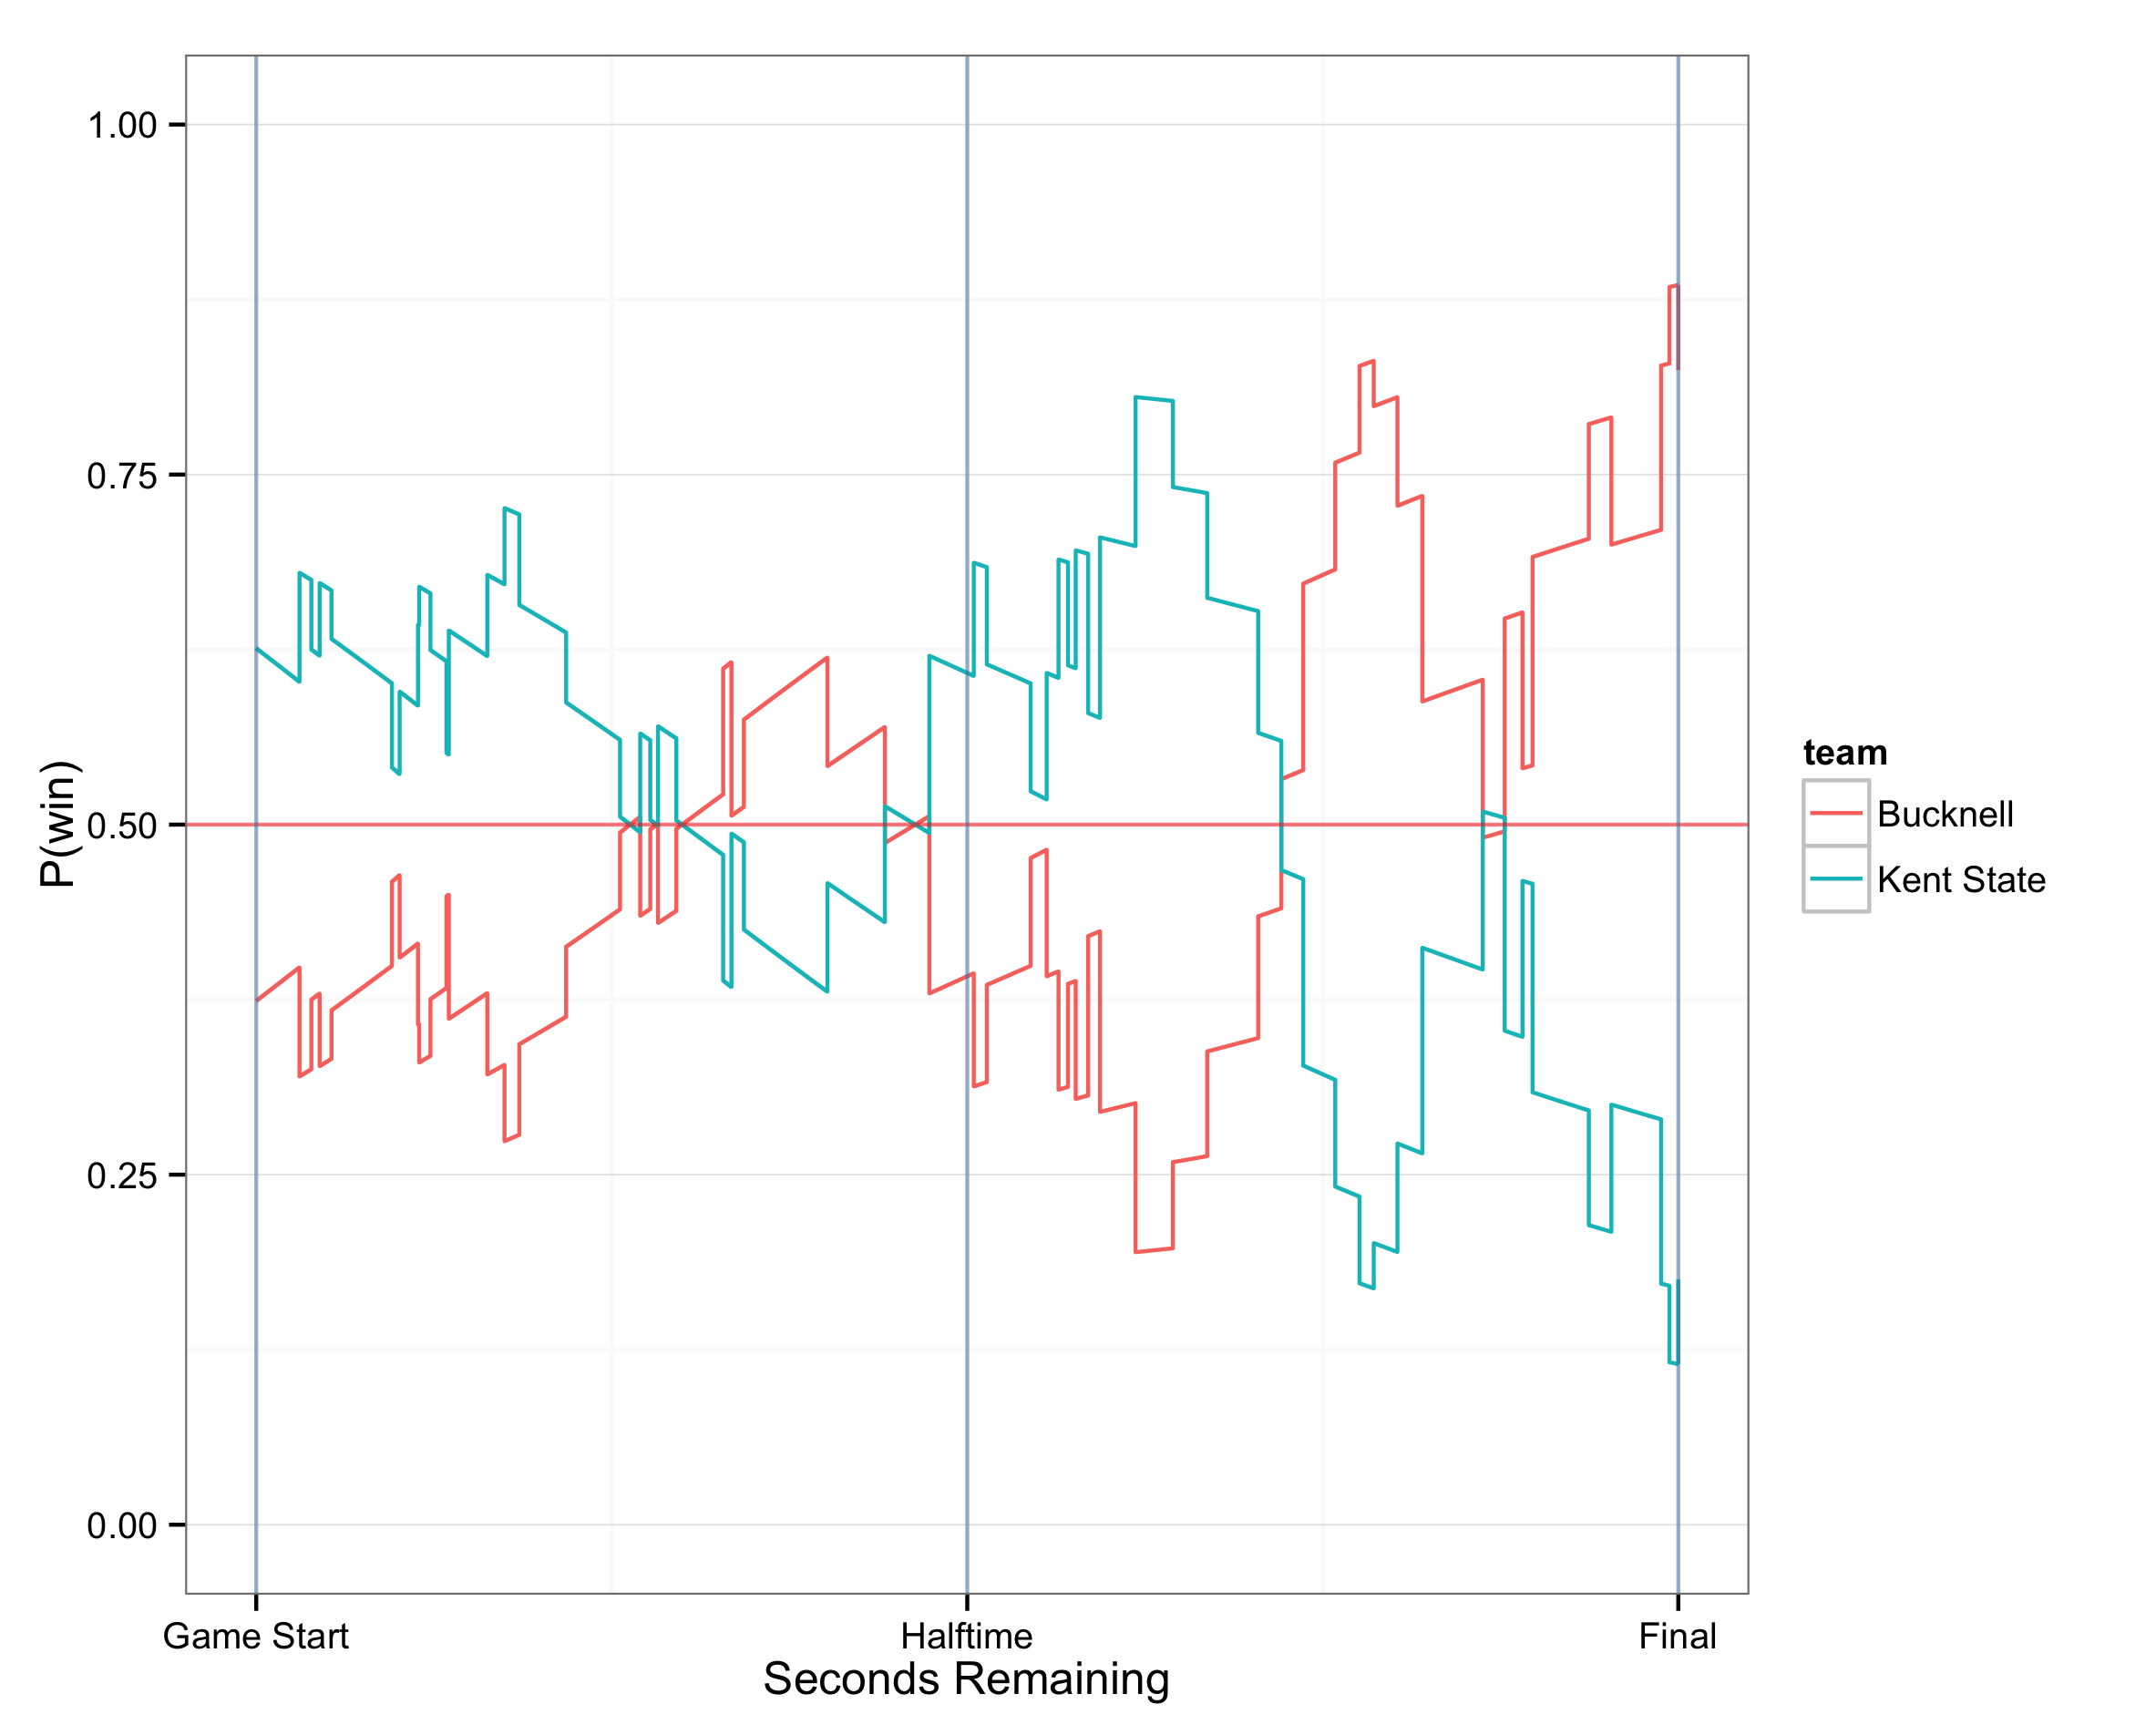 1.00
0.75
0.50
0.25
0.00
P(win)
Game Start
Halftime
Final
Seconds Remaining
team
Bucknell
Kent State